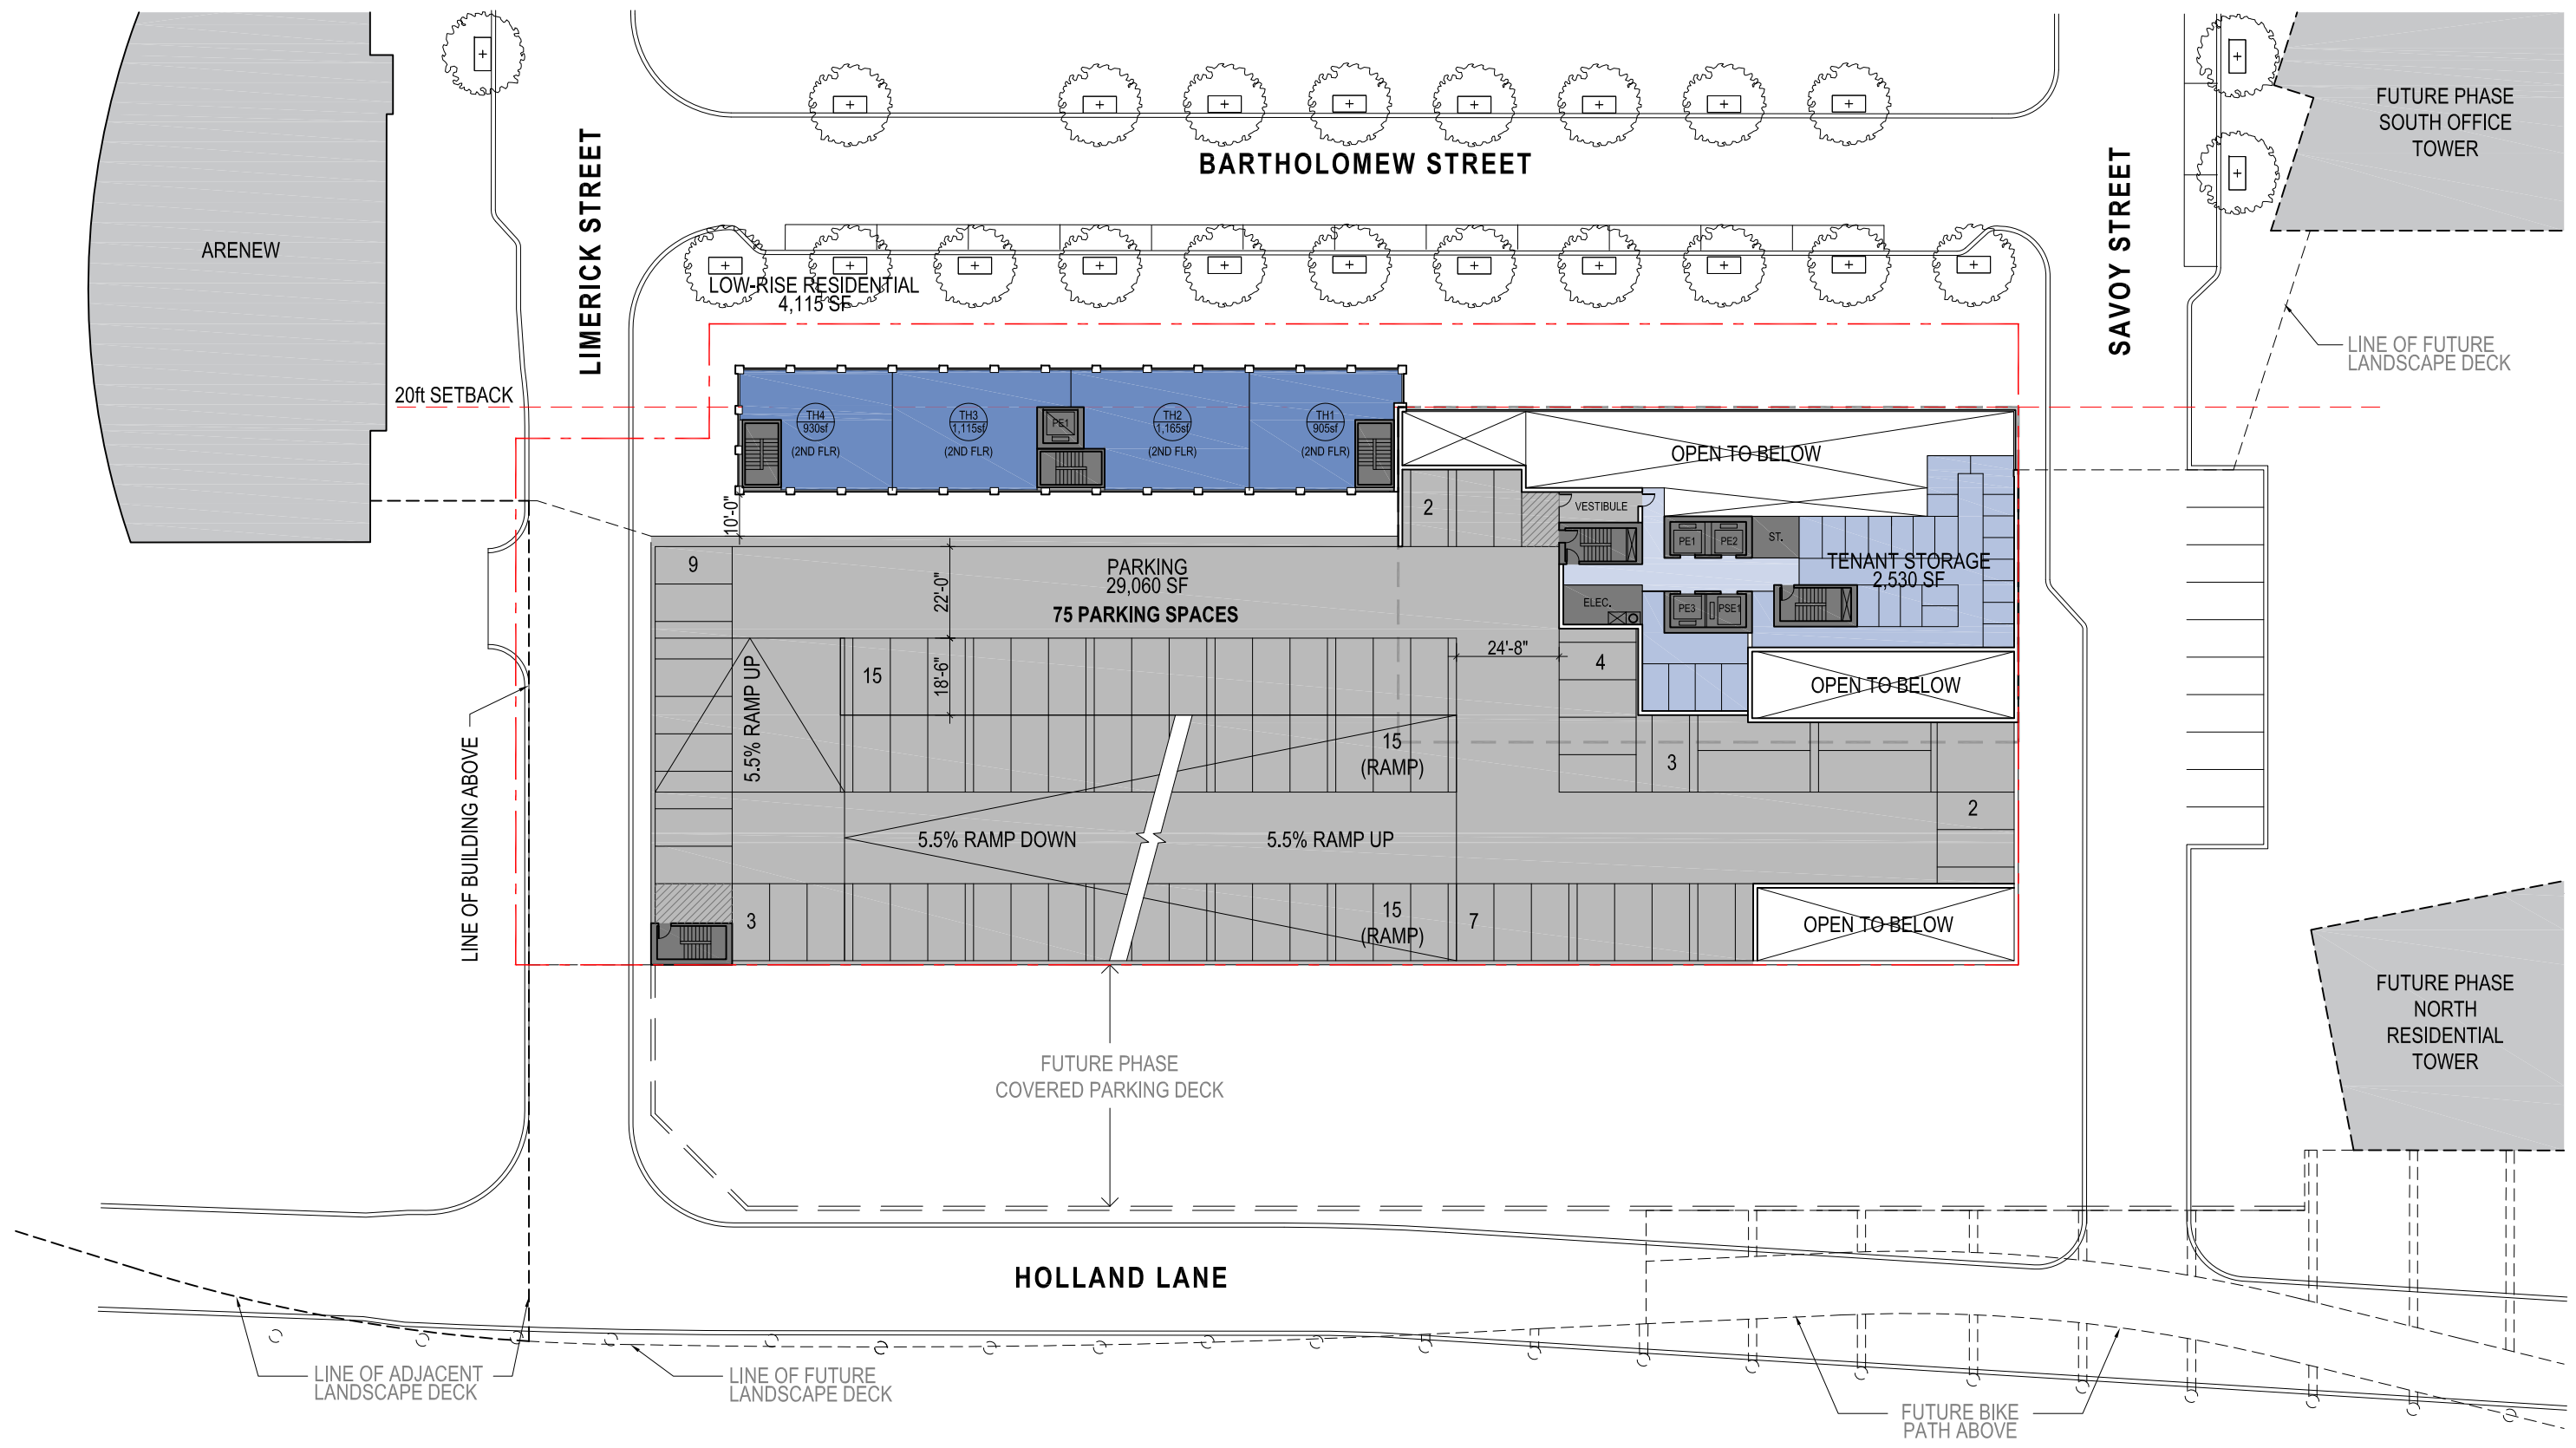 FUTURE PHASE
SOUTH OFFICE
TOWER
BARTHOLOMEW STREET
LIMERICK STREET
SAVOY STREET
ARENEW
LOW-RISE RESIDENTIAL
4,115 SF
LINE OF FUTURE
LANDSCAPE DECK
20ft SETBACK
TH4
930sf
(2ND FLR)
TH3
1,115sf
(2ND FLR)
PE1
TH2
1,165sf
(2ND FLR)
TH1
905sf
(2ND FLR)
OPEN TO BELOW
10'-0"
2
VESTIBULE
PE1
PE2
ST.
TENANT STORAGE
2,530 SF
9
PARKING
29,060 SF
75 PARKING SPACES
22'-0"
ELEC.
PE3
PSE1
24'-8"
4
15
18'-6"
5.5% RAMP UP
OPEN TO BELOW
15
(RAMP)
3
2
LINE OF BUILDING ABOVE
5.5% RAMP DOWN
5.5% RAMP UP
3
15
(RAMP)
7
OPEN TO BELOW
FUTURE PHASE
NORTH
RESIDENTIAL
TOWER
FUTURE PHASE
COVERED PARKING DECK
HOLLAND LANE
LINE OF ADJACENT
LANDSCAPE DECK
LINE OF FUTURE
LANDSCAPE DECK
FUTURE BIKE
PATH ABOVE